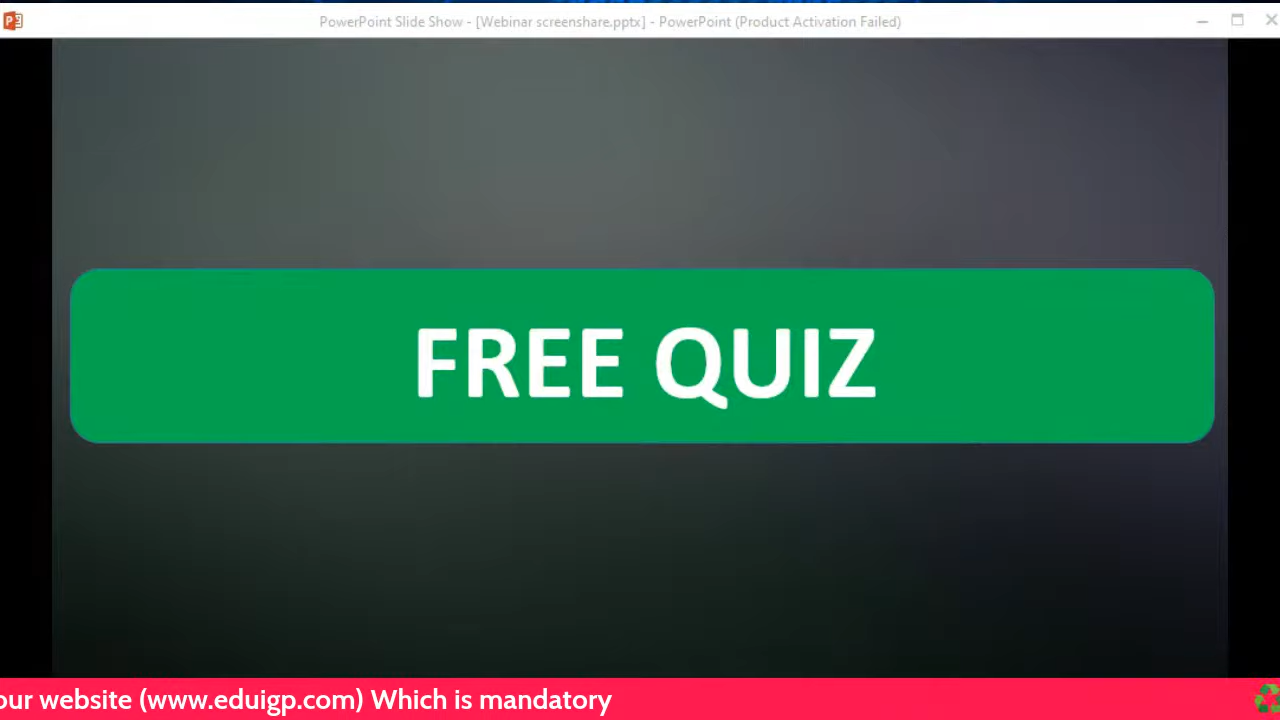 PowerPoint Slide Show - [Webinar screenshare.pptx] - PowerPoint (Product Activation Failed)
FREE QUIZ
our website (www.eduigp.com) Which is mandatory